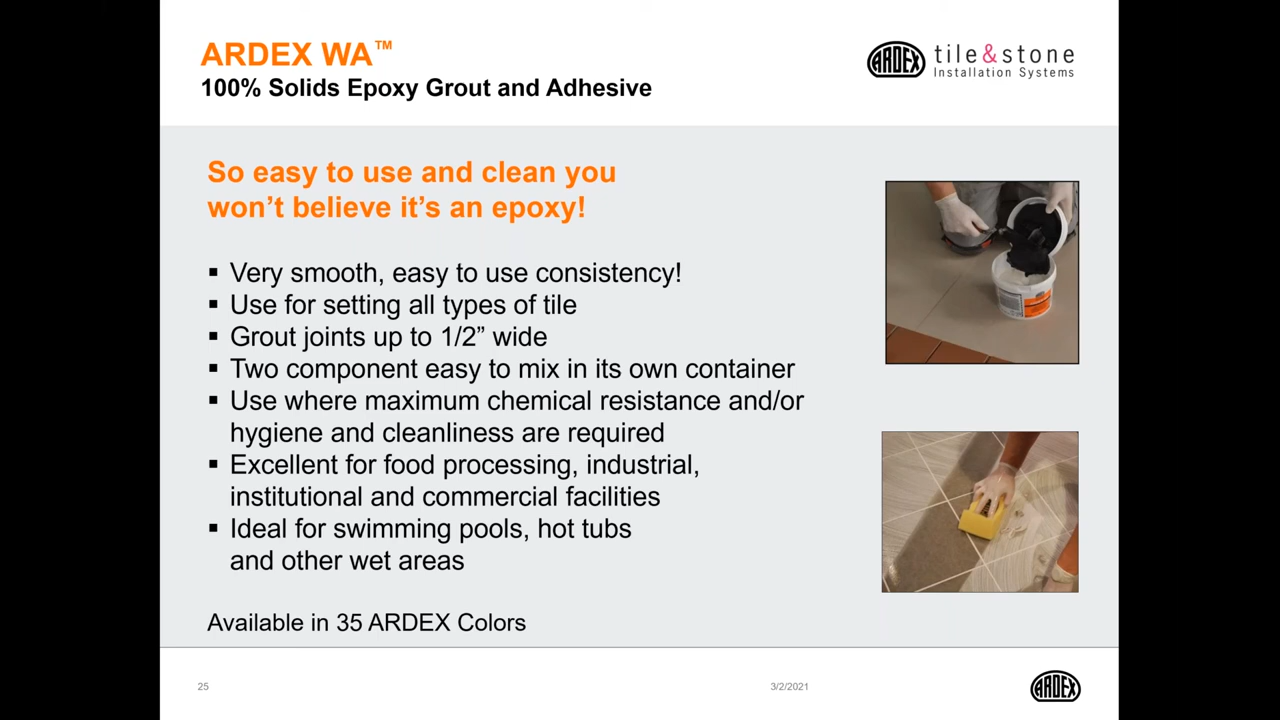 ARDEX WA™
100% Solids Epoxy Grout and Adhesive
ARDEX
tile&stone
Installation Systems
So easy to use and clean you
won’t believe it’s an epoxy!
▪ Very smooth, easy to use consistency!
▪ Use for setting all types of tile
▪ Grout joints up to 1/2” wide
▪ Two component easy to mix in its own container
▪ Use where maximum chemical resistance and/or
hygiene and cleanliness are required
▪ Excellent for food processing, industrial,
institutional and commercial facilities
▪ Ideal for swimming pools, hot tubs
and other wet areas
Available in 35 ARDEX Colors
25
3/2/2021
ARDEX